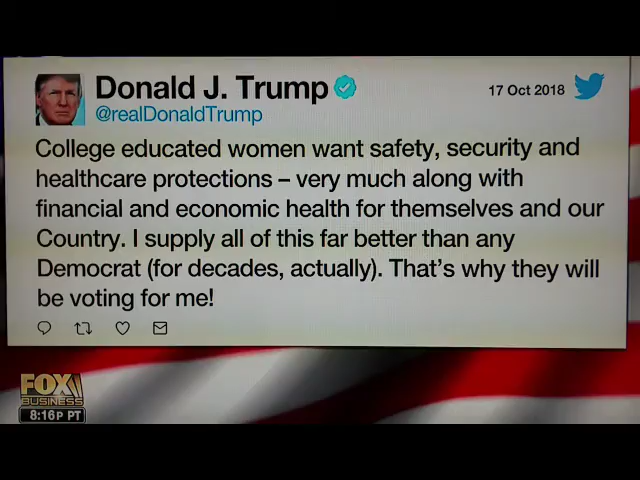 Donald J. Trump
17 Oct 2018
@realDonaldTrump
College educated women want safety, security and
healthcare protections – very much along with
financial and economic health for themselves and our
Country. I supply all of this far better than any
Democrat (for decades, actually). That's why they will
be voting for me!
FOX
BUSINESS
8:16P PT